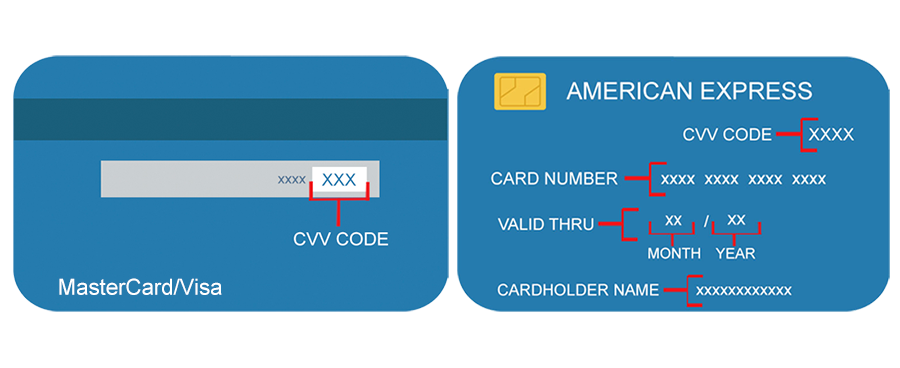 xxxx XXX
CVV CODE
MasterCard/Visa
AMERICAN EXPRESS
CVV CODE XXXX
CARD NUMBER xxxx xxxx xxxx xxxx
VALID THRU xx / xx
MONTH YEAR
CARDHOLDER NAME xxxxxxxxxxxx